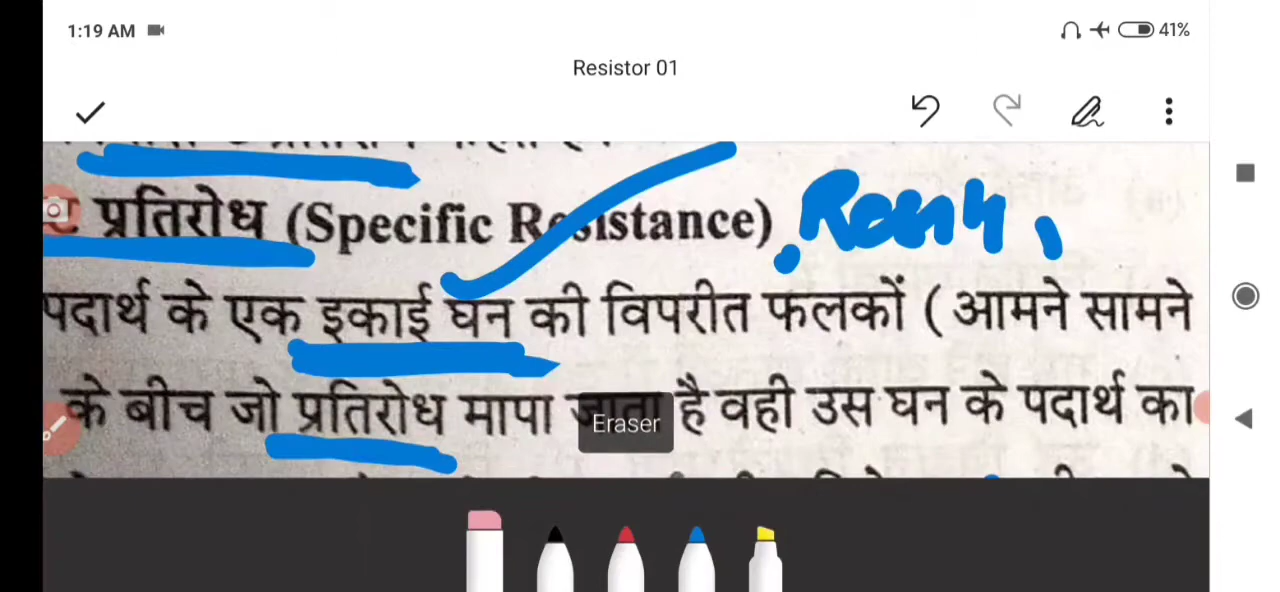 1:19 AM 41%
Resistor 01
प्रतिरोध (Specific Resistance)
पदार्थ के एक इकाई घन की विपरीत फलकों ( आमने सामने
के बीच जो प्रतिरोध मापा जाता है वही उस घन के पदार्थ का
Eraser